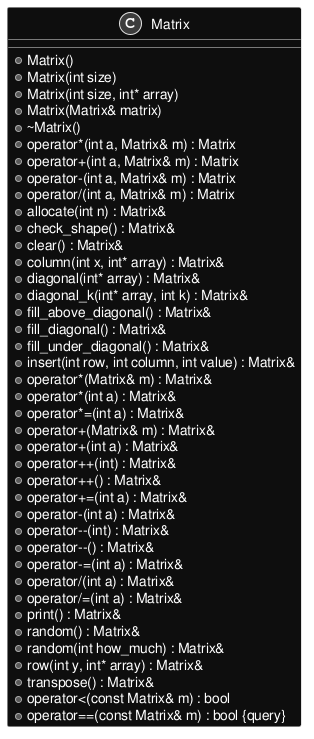 C Matrix
Matrix()
Matrix(int size)
Matrix(int size, int* array)
Matrix(Matrix& matrix)
~Matrix()
operator*(int a, Matrix& m) : Matrix
operator+(int a, Matrix& m) : Matrix
operator-(int a, Matrix& m) : Matrix
operator/(int a, Matrix& m) : Matrix
allocate(int n) : Matrix&
check_shape() : Matrix&
clear() : Matrix&
column(int x, int* array) : Matrix&
diagonal(int* array) : Matrix&
diagonal_k(int* array, int k) : Matrix&
fill_above_diagonal() : Matrix&
fill_diagonal() : Matrix&
fill_under_diagonal() : Matrix&
insert(int row, int column, int value) : Matrix&
operator*(Matrix& m) : Matrix&
operator*(int a) : Matrix&
operator*=(int a) : Matrix&
operator+(Matrix& m) : Matrix&
operator+(int a) : Matrix&
operator++(int) : Matrix&
operator++() : Matrix&
operator+=(int a) : Matrix&
operator-(int a) : Matrix&
operator--(int) : Matrix&
operator--() : Matrix&
operator-=(int a) : Matrix&
operator/(int a) : Matrix&
operator/=(int a) : Matrix&
print() : Matrix&
random() : Matrix&
random(int how_much) : Matrix&
row(int y, int* array) : Matrix&
transpose() : Matrix&
operator<(const Matrix& m) : bool
operator==(const Matrix& m) : bool {query}